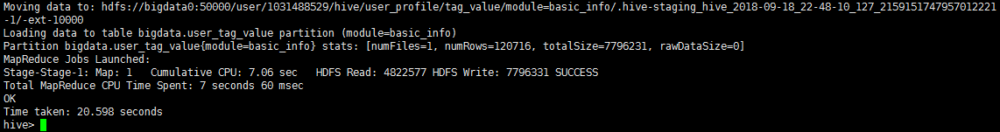 Moving data to: hdfs://bigdata0:50000/user/1031488529/hive/user_profile/tag_value/module=basic_info/.hive-staging_hive_2018-09-18_22-48-10_127_2159151747957012221
-1/-ext-10000
Loading data to table bigdata.user_tag_value partition (module=basic_info)
Partition bigdata.user_tag_value{module=basic_info} stats: [numFiles=1, numRows=120716, totalSize=7796231, rawDataSize=0]
MapReduce Jobs Launched:
Stage-Stage-1: Map: 1   Cumulative CPU: 7.06 sec   HDFS Read: 4822577 HDFS Write: 7796331 SUCCESS
Total MapReduce CPU Time Spent: 7 seconds 60 msec
OK
Time taken: 20.598 seconds
hive>